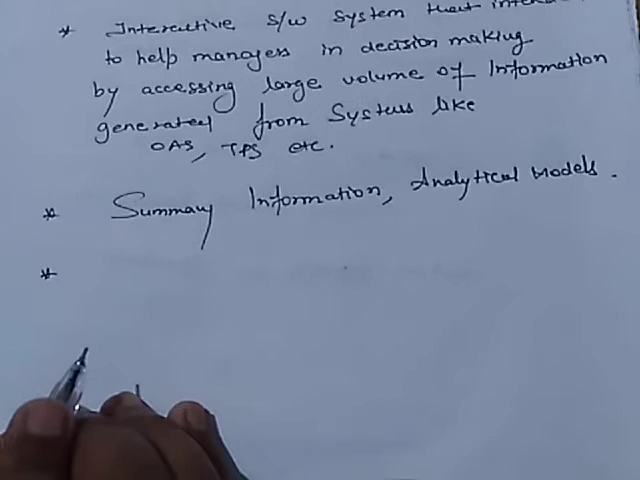 * Interactive s/w system that intend
to help managers in decision making
by accessing large volume of Information
generated from Systems like
OAS, TPS etc.
* Summary Information, Analytical Models.
*